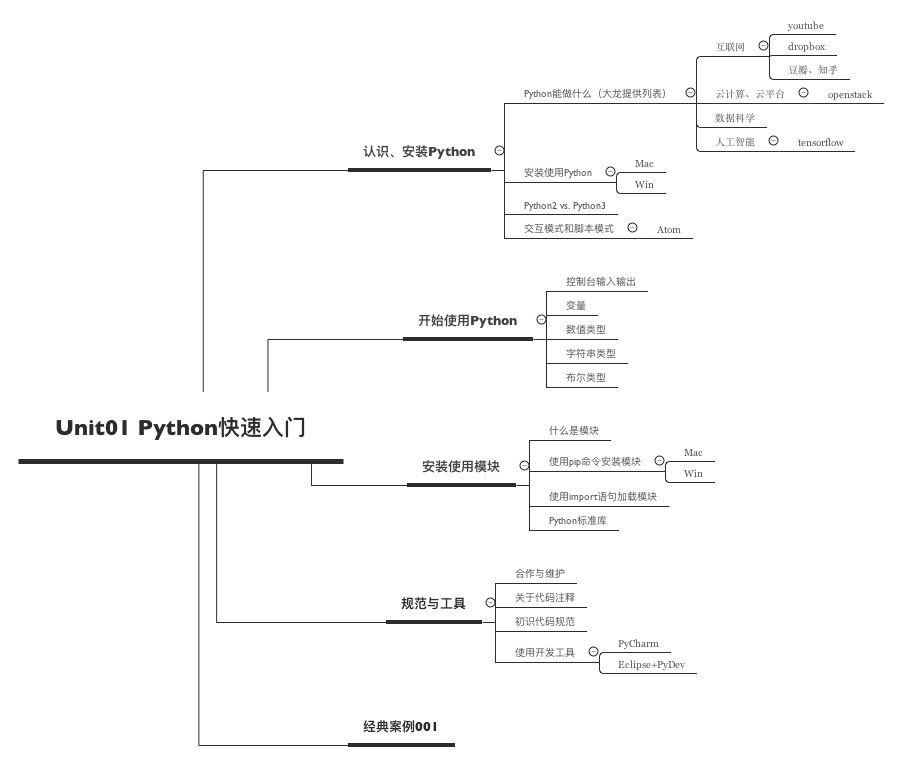 Unit01 Python快速入门
认识、安装Python
Python能做什么（大龙提供列表）
互联网
youtube
dropbox
豆瓣、知乎
云计算、云平台
openstack
数据科学
人工智能
tensorflow
安装使用Python
Mac
Win
Python2 vs. Python3
交互模式和脚本模式
Atom
开始使用Python
控制台输入输出
变量
数值类型
字符串类型
布尔类型
安装使用模块
什么是模块
使用pip命令安装模块
Mac
Win
使用import语句加载模块
Python标准库
规范与工具
合作与维护
关于代码注释
初识代码规范
使用开发工具
PyCharm
Eclipse+PyDev
经典案例001